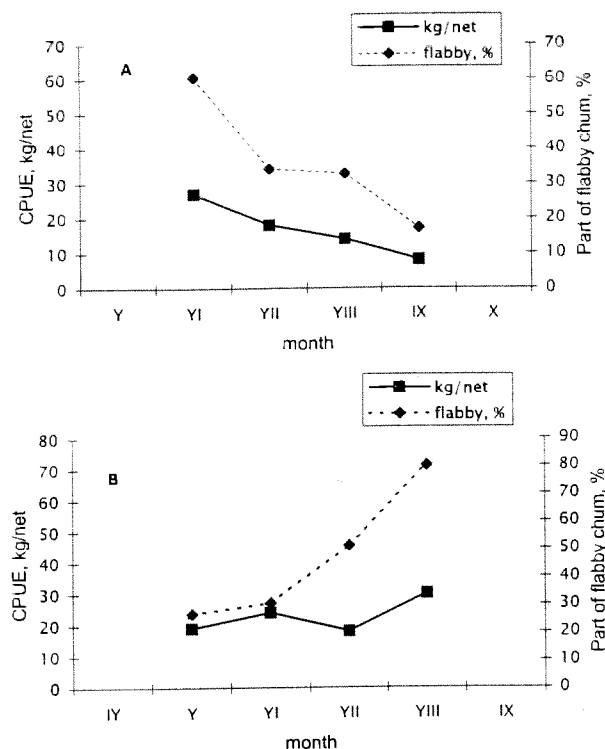 kg/net
flabby, %
A
70
60
50
40
30
20
10
0
CPUE, kg/net
70
60
50
40
30
20
10
0
Part of flabby chum, %
Y YI YII YIII IX X
month
kg/net
flabby, %
B
80
70
60
50
40
30
20
10
0
CPUE, kg/net
90
80
70
60
50
40
30
20
10
0
Part of flabby chum, %
IY Y YI YII YIII IX
month